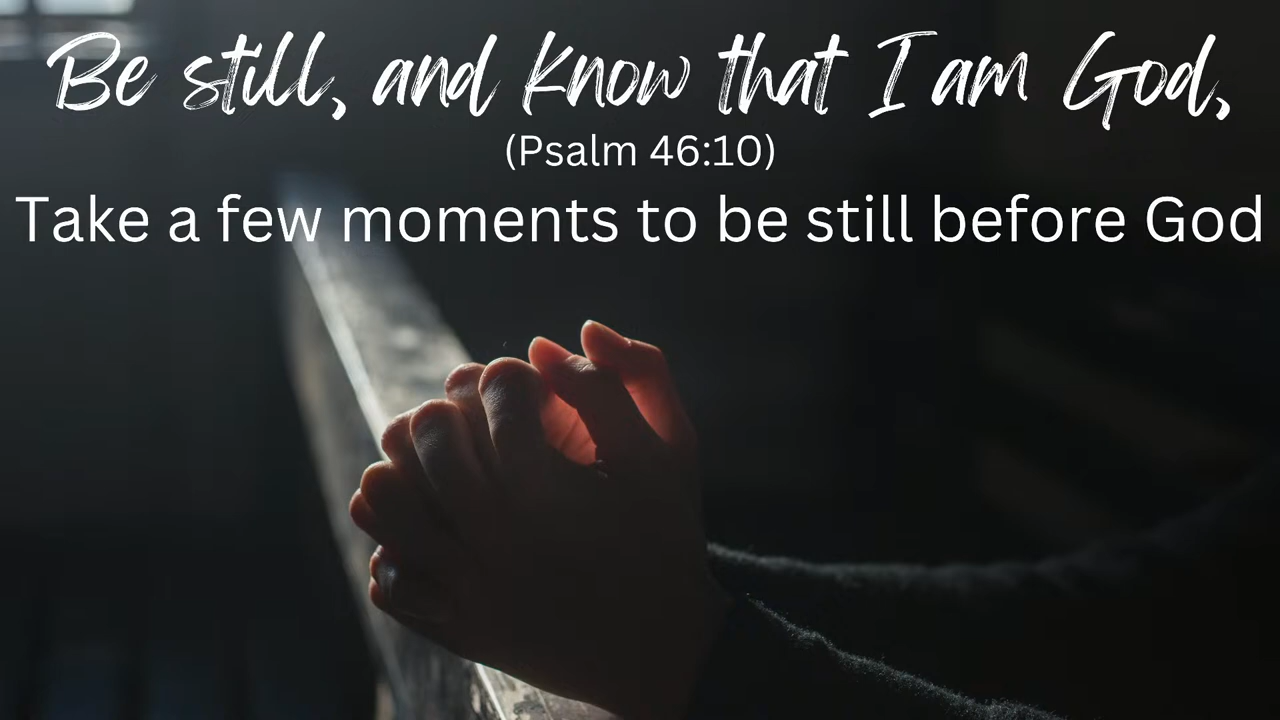 Be still, and know that I am God,
(Psalm 46:10)
Take a few moments to be still before God